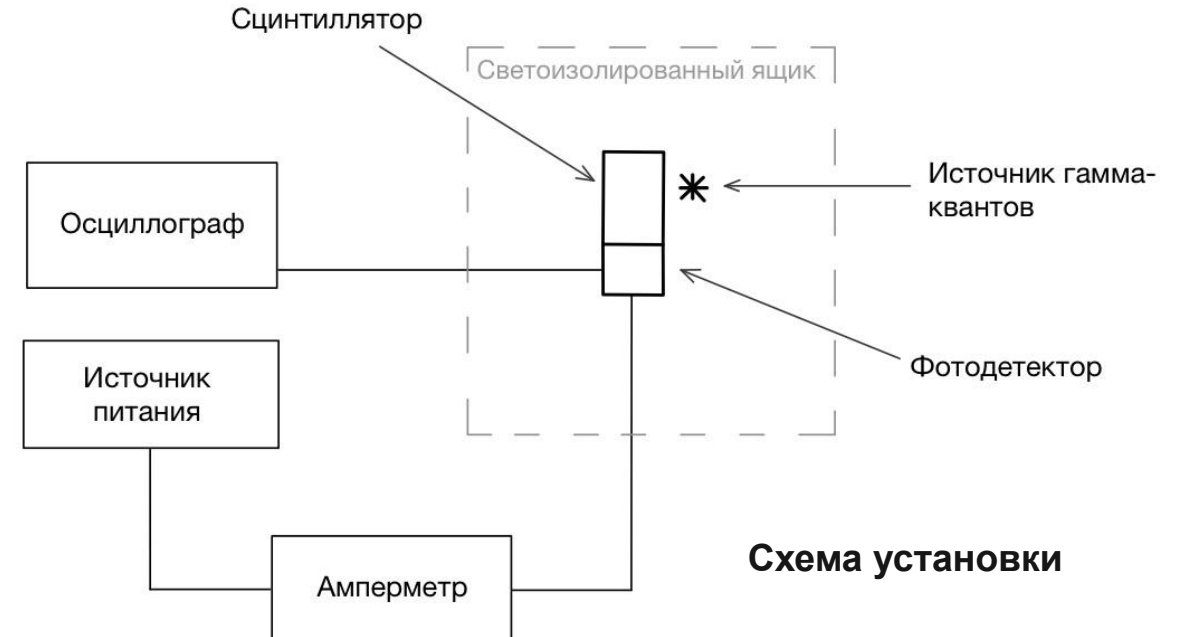 Сцинтиллятор
Светоизолированный ящик
Источник гамма-
квантов
Осциллограф
Фотодетектор
Источник
питания
Схема установки
Амперметр